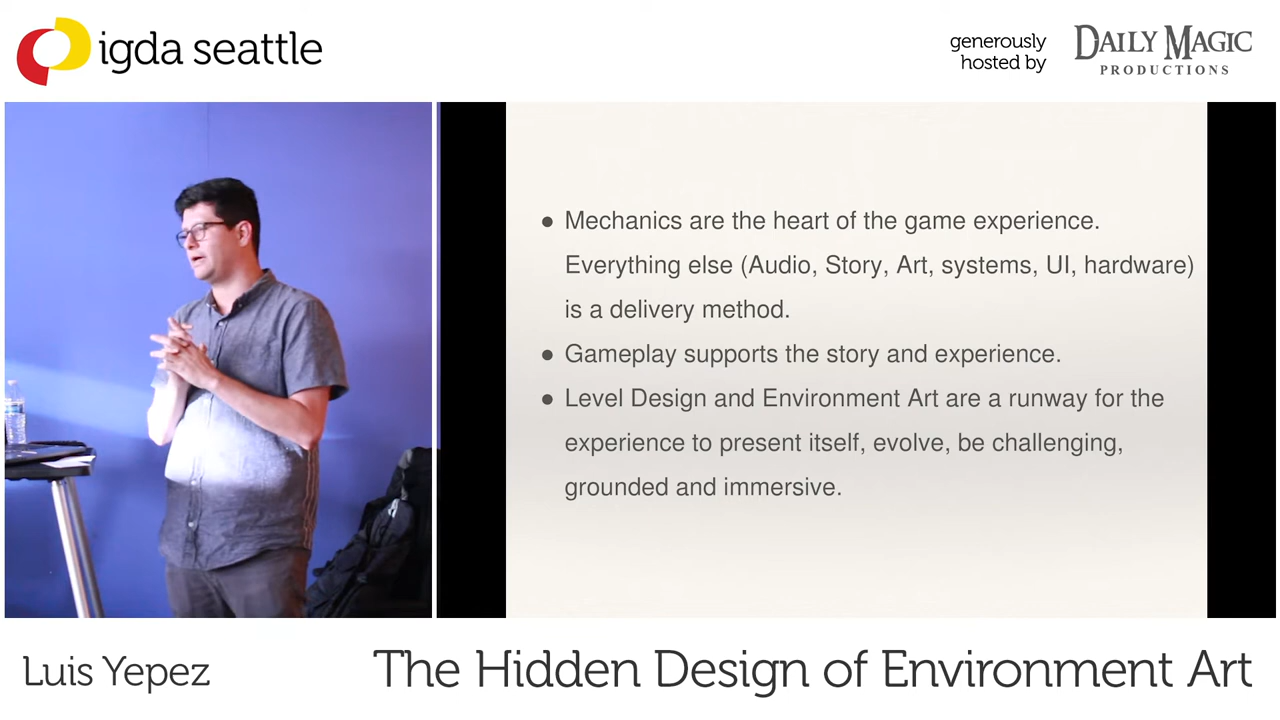 igda seattle
generously
hosted by
DAILY MAGIC
PRODUCTIONS
● Mechanics are the heart of the game experience.
Everything else (Audio, Story, Art, systems, UI, hardware)
is a delivery method.
● Gameplay supports the story and experience.
● Level Design and Environment Art are a runway for the
experience to present itself, evolve, be challenging,
grounded and immersive.
Luis Yepez
The Hidden Design of Environment Art